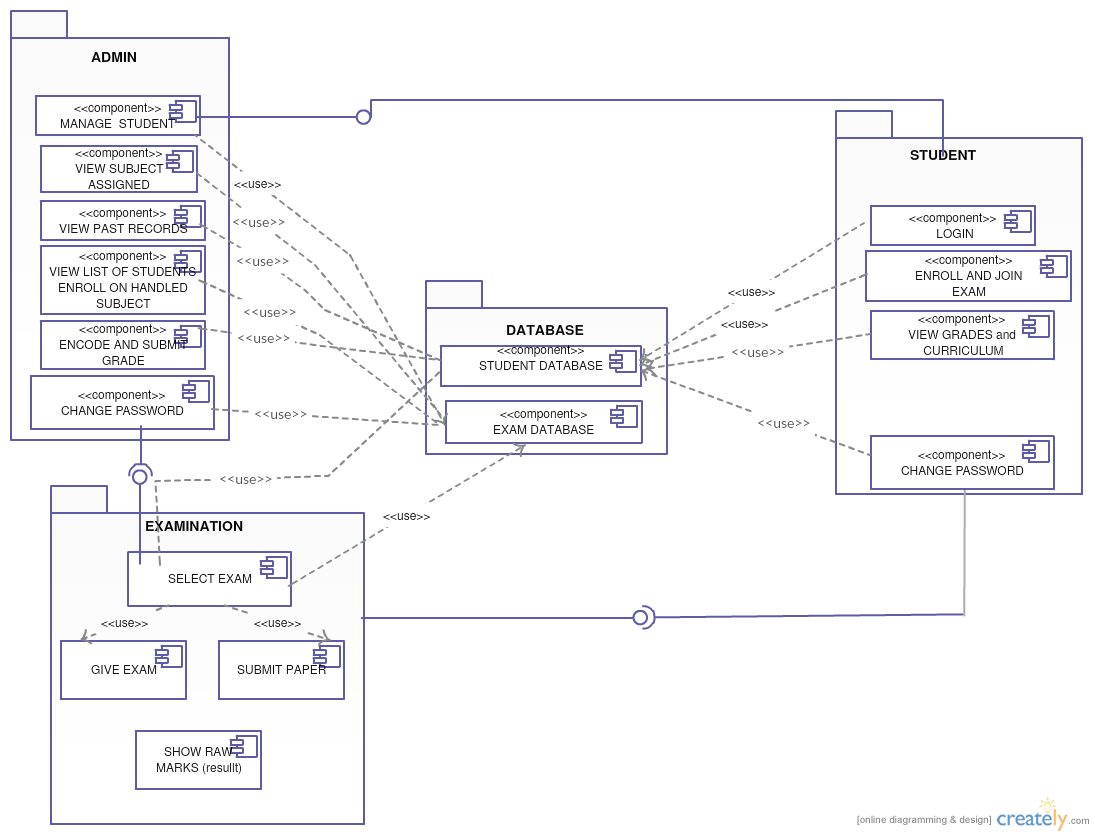 ADMIN
<<component>>
MANAGE STUDENT
<<component>>
VIEW SUBJECT
ASSIGNED
<<component>>
VIEW PAST RECORDS
<<component>>
VIEW LIST OF STUDENTS
ENROLL ON HANDLED
SUBJECT
<<component>>
ENCODE AND SUBMIT
GRADE
<<component>>
CHANGE PASSWORD
<<use>>
<<use>>
<<use>>
<<use>>
<<use>>
<<use>>
<<use>>
<<use>>
DATABASE
<<component>>
STUDENT DATABASE
<<component>>
EXAM DATABASE
<<use>>
<<use>>
<<use>>
<<use>>
STUDENT
<<component>>
LOGIN
<<component>>
ENROLL AND JOIN
EXAM
<<component>>
VIEW GRADES and
CURRICULUM
<<component>>
CHANGE PASSWORD
EXAMINATION
SELECT EXAM
<<use>>
<<use>>
GIVE EXAM
SUBMIT PAPER
SHOW RAW
MARKS (resullt)
[online diagramming & design] creately.com